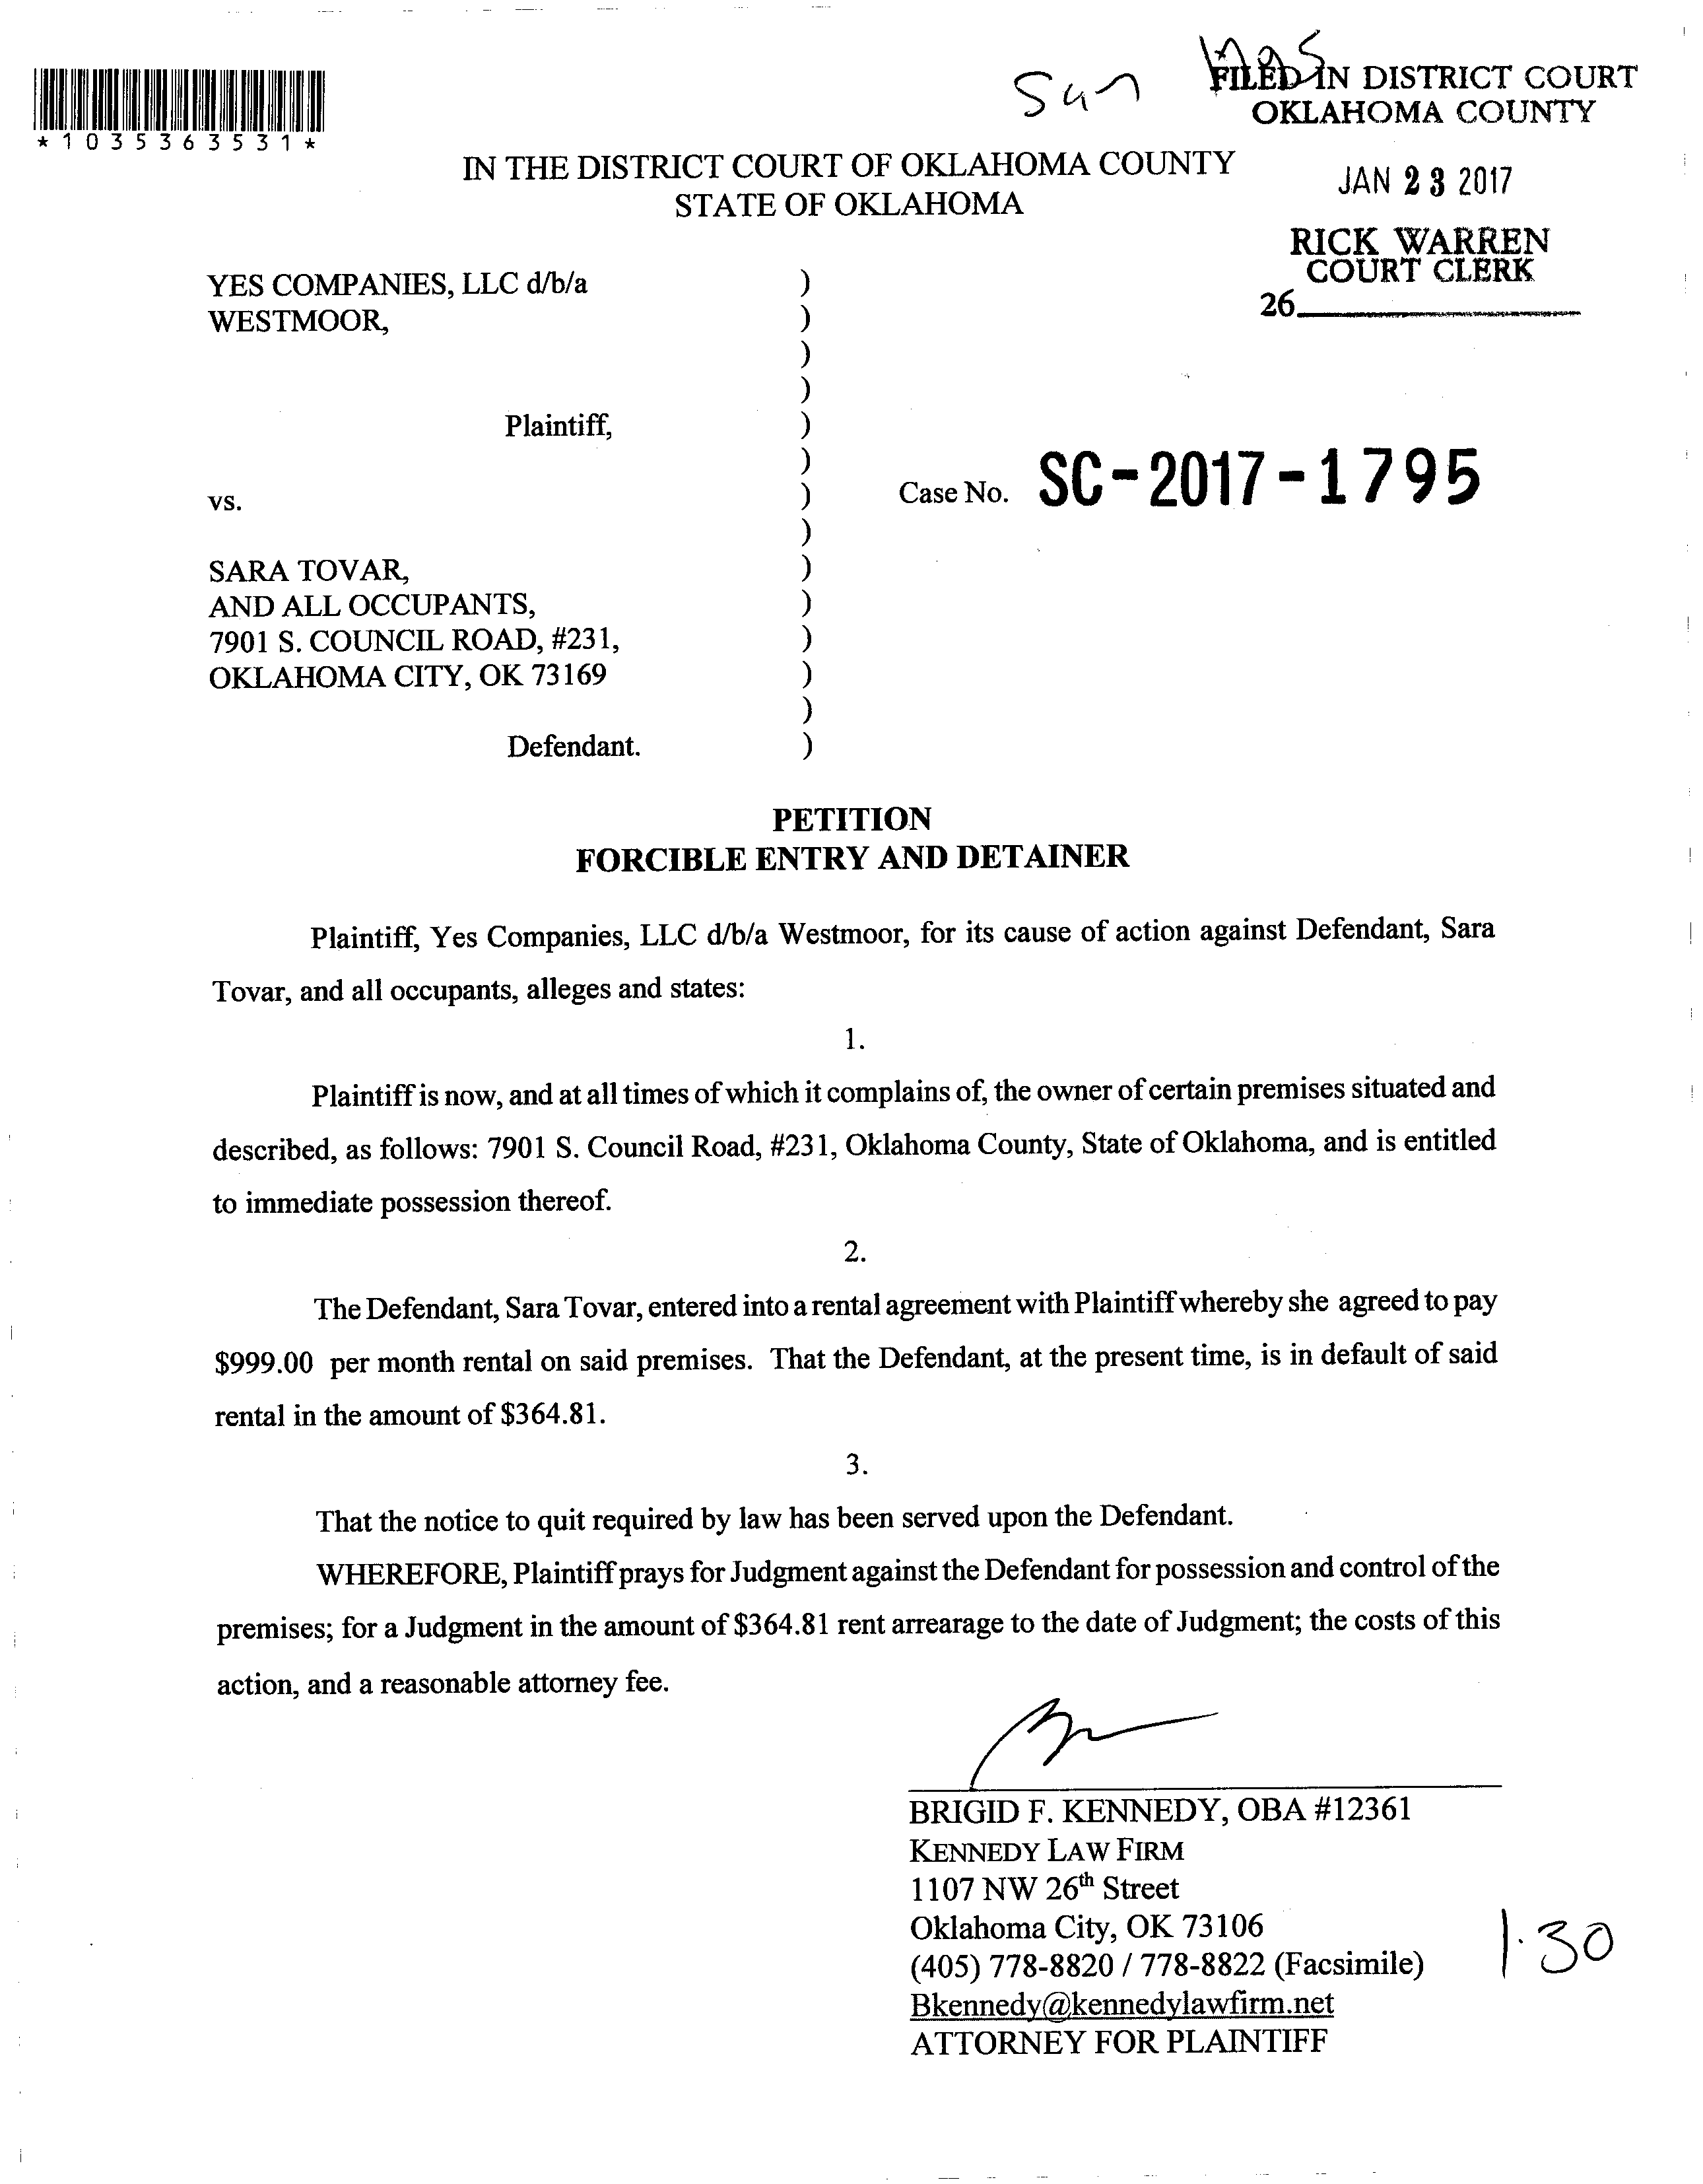 FILED IN DISTRICT COURT
OKLAHOMA COUNTY
*1035363531*
IN THE DISTRICT COURT OF OKLAHOMA COUNTY
STATE OF OKLAHOMA
JAN 23 2017
RICK WARREN
COURT CLERK
26
YES COMPANIES, LLC d/b/a )
WESTMOOR, )
)
)
Plaintiff, )
)
vs. )
Case No. SC-2017-1795
)
SARA TOVAR, )
AND ALL OCCUPANTS, )
7901 S. COUNCIL ROAD, #231, )
OKLAHOMA CITY, OK 73169 )
)
Defendant. )
PETITION
FORCIBLE ENTRY AND DETAINER
Plaintiff, Yes Companies, LLC d/b/a Westmoor, for its cause of action against Defendant, Sara
Tovar, and all occupants, alleges and states:
1.
Plaintiff is now, and at all times of which it complains of, the owner of certain premises situated and
described, as follows: 7901 S. Council Road, #231, Oklahoma County, State of Oklahoma, and is entitled
to immediate possession thereof.
2.
The Defendant, Sara Tovar, entered into a rental agreement with Plaintiff whereby she agreed to pay
$999.00 per month rental on said premises. That the Defendant, at the present time, is in default of said
rental in the amount of $364.81.
3.
That the notice to quit required by law has been served upon the Defendant.
WHEREFORE, Plaintiff prays for Judgment against the Defendant for possession and control of the
premises; for a Judgment in the amount of $364.81 rent arrearage to the date of Judgment; the costs of this
action, and a reasonable attorney fee.
BRIGID F. KENNEDY, OBA #12361
KENNEDY LAW FIRM
1107 NW 26th Street
Oklahoma City, OK 73106
(405) 778-8820 / 778-8822 (Facsimile)
Bkennedy@kennedylawfirm.net
ATTORNEY FOR PLAINTIFF
1.30